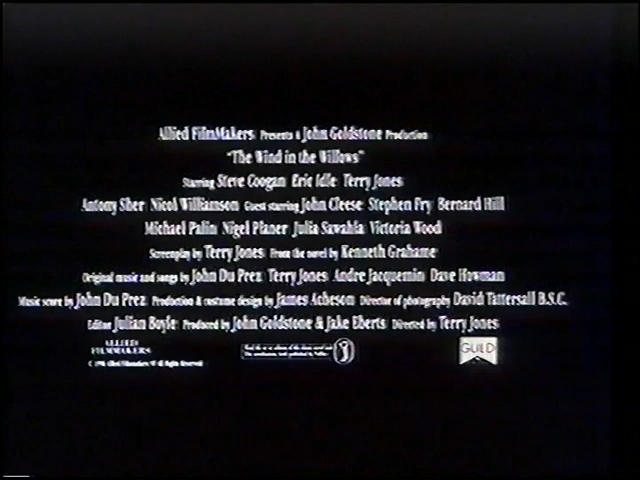 Allied FilmMakers Presents a John Goldstone Production
"The Wind in the Willows"
Starring Steve Coogan Eric Idle Terry Jones
Antony Sher Nicol Williamson Guest starring John Cleese Stephen Fry Bernard Hill
Michael Palin Nigel Planer Julia Sawalha Victoria Wood
Screenplay by Terry Jones From the novel by Kenneth Grahame
Original music and songs by John Du Prez Terry Jones Andre Jacquemin Dave Howman
Music score by John Du Prez Production & costume design by James Acheson Director of photography David Tattersall B.S.C.
Editor Julian Doyle Produced by John Goldstone & Jake Eberts Directed by Terry Jones
ALLIED
FILMMAKERS
GUILD